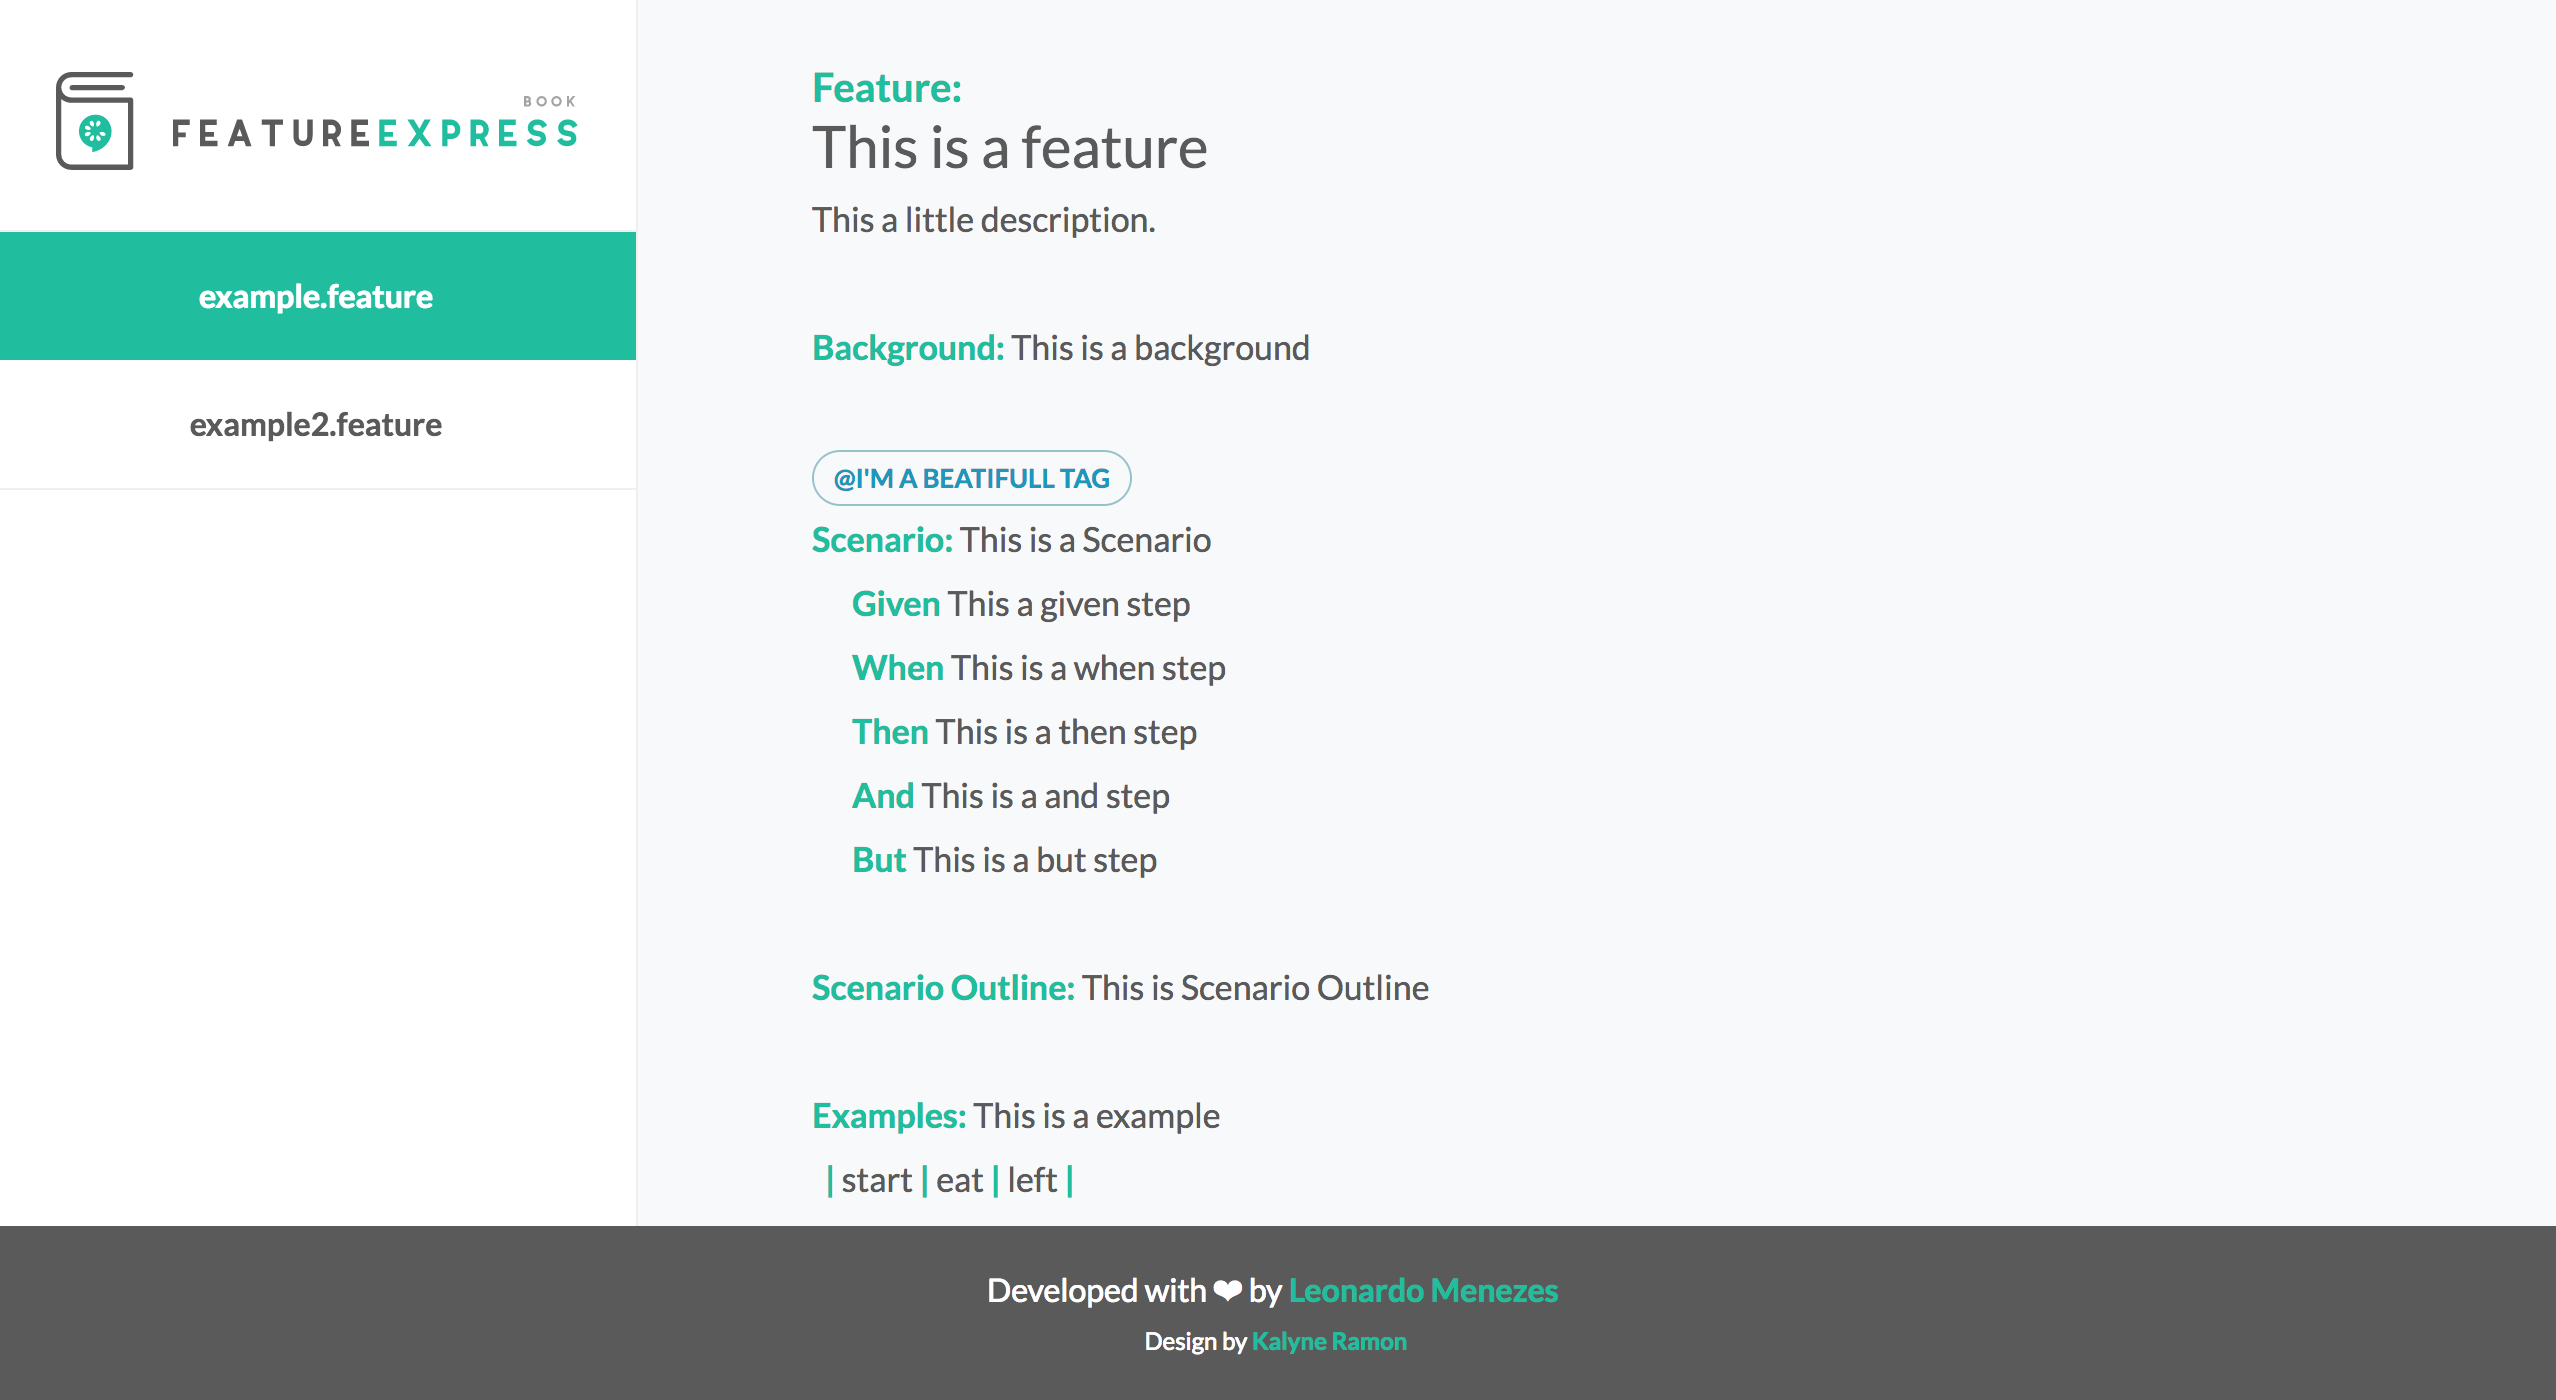 BOOK
FEATUREEXPRESS
example.feature
example2.feature
Feature:
This is a feature
This a little description.
Background: This is a background
@I'M A BEATIFULL TAG
Scenario: This is a Scenario
Given This a given step
When This is a when step
Then This is a then step
And This is a and step
But This is a but step
Scenario Outline: This is Scenario Outline
Examples: This is a example
| start | eat | left |
Developed with ❤ by Leonardo Menezes
Design by Kalyne Ramon